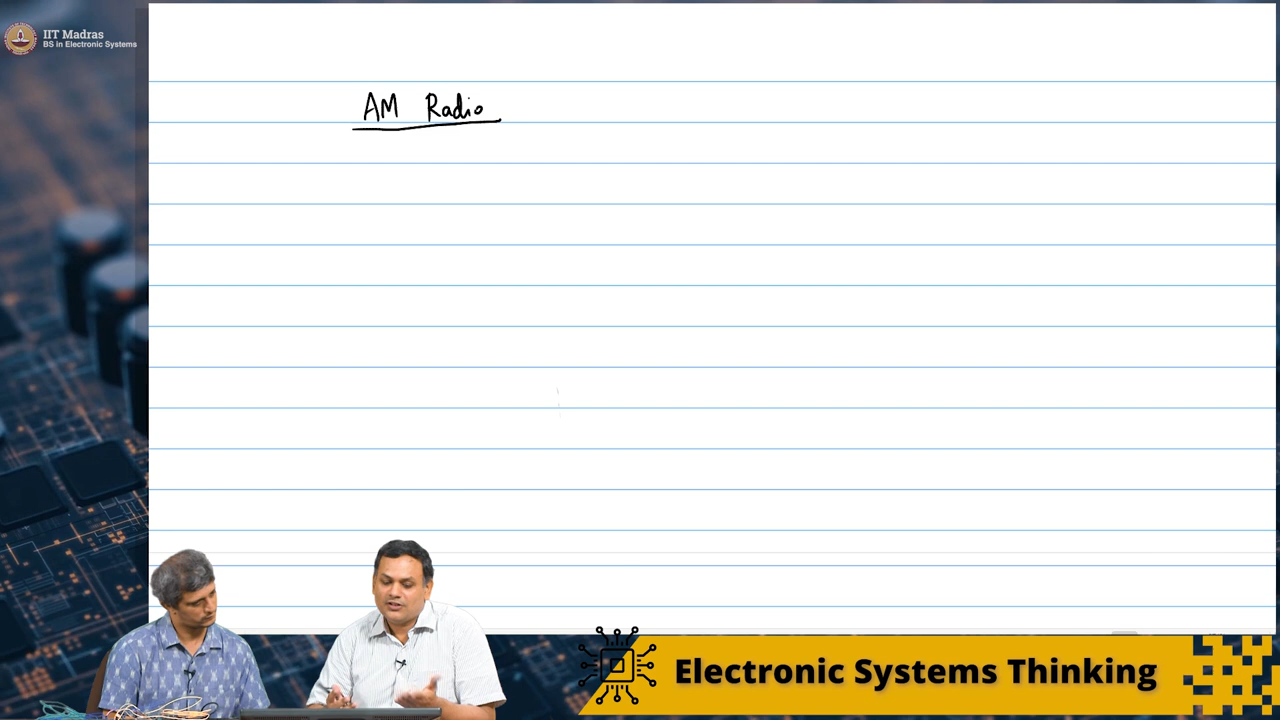 IIT Madras
BS in Electronic Systems
AM Radio
Electronic Systems Thinking